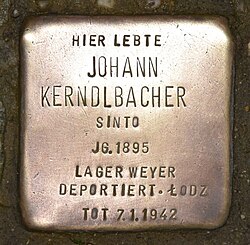 HIER LEBTE
JOHANN
KERNDLBACHER
SINTO
JG. 1895
LAGER WEYER
DEPORTIERT · ŁODZ
TOT 7.1.1942